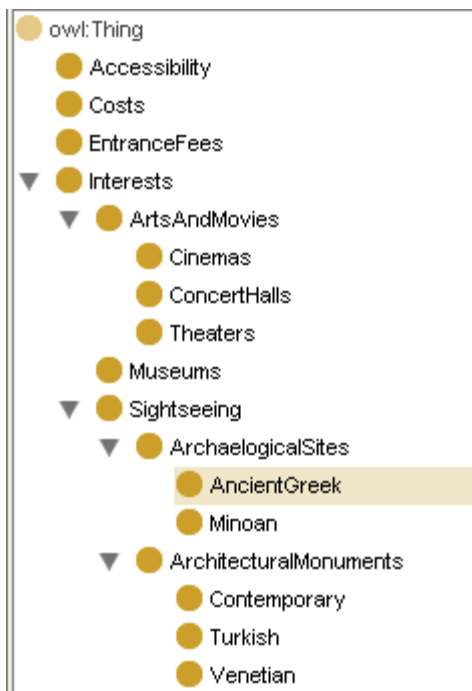 owl:Thing
Accessibility
Costs
EntranceFees
Interests
ArtsAndMovies
Cinemas
ConcertHalls
Theaters
Museums
Sightseeing
ArchaelogicalSites
AncientGreek
Minoan
ArchitecturalMonuments
Contemporary
Turkish
Venetian